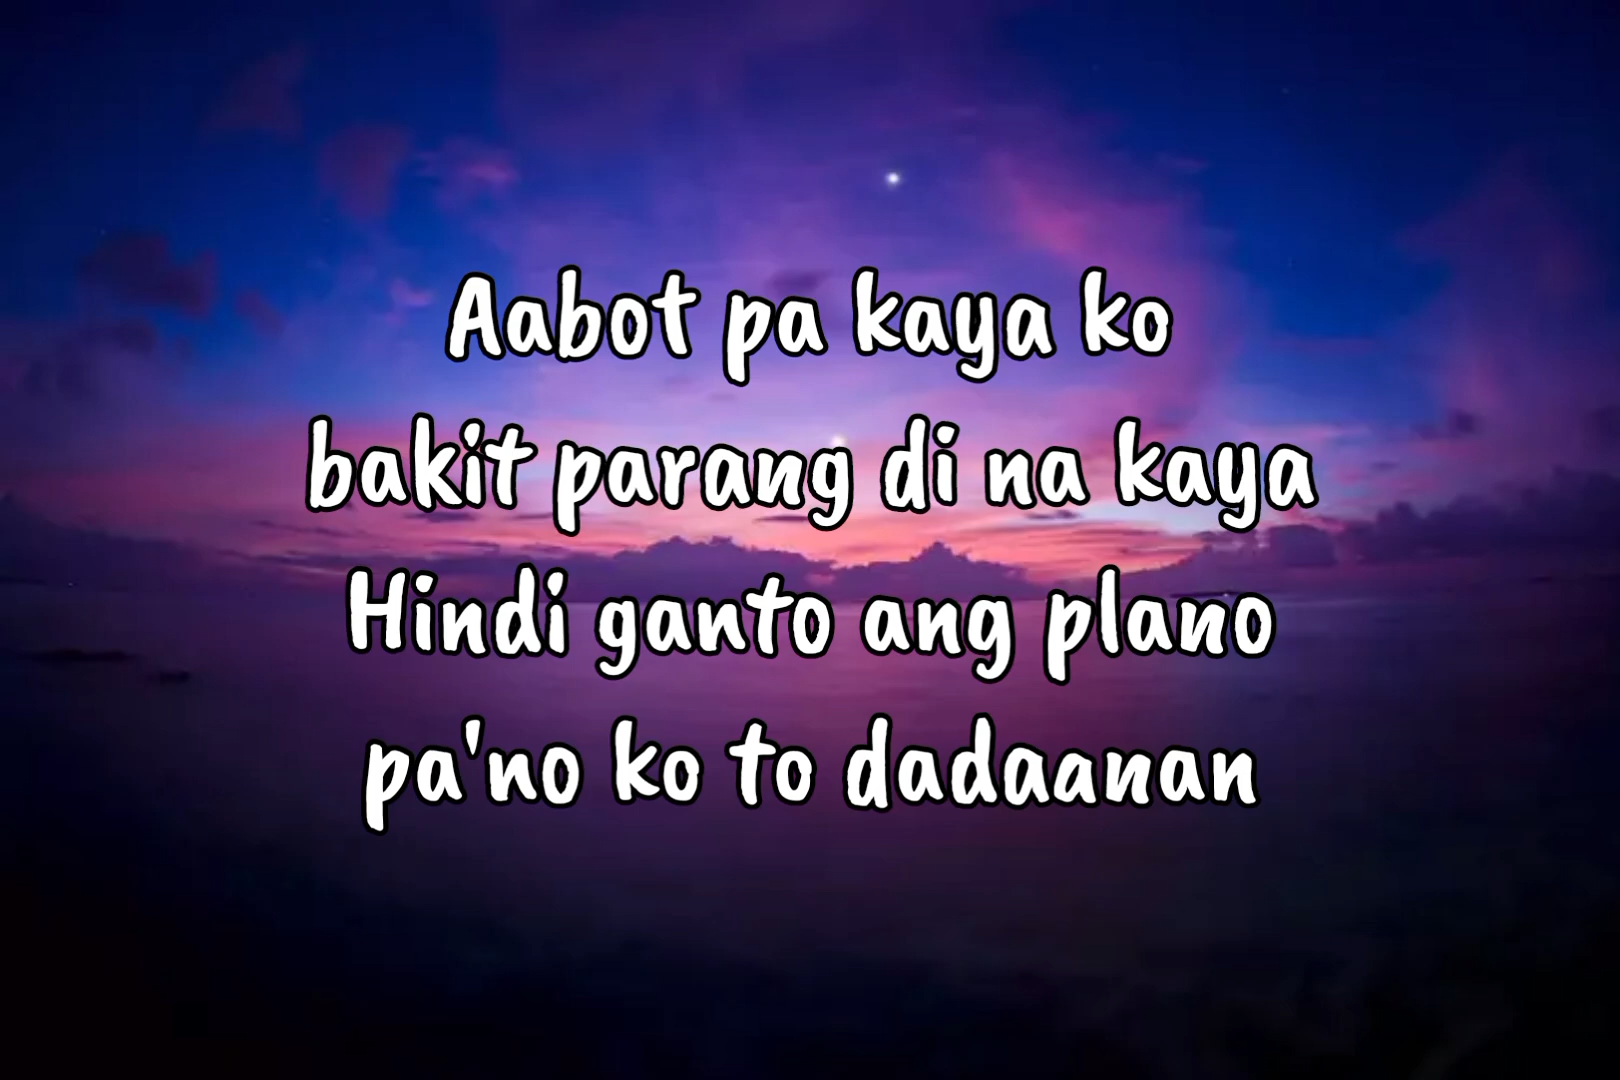 Aabot pa kaya ko
bakit parang di na kaya
Hindi ganto ang plano
pa'no ko to dadaanan